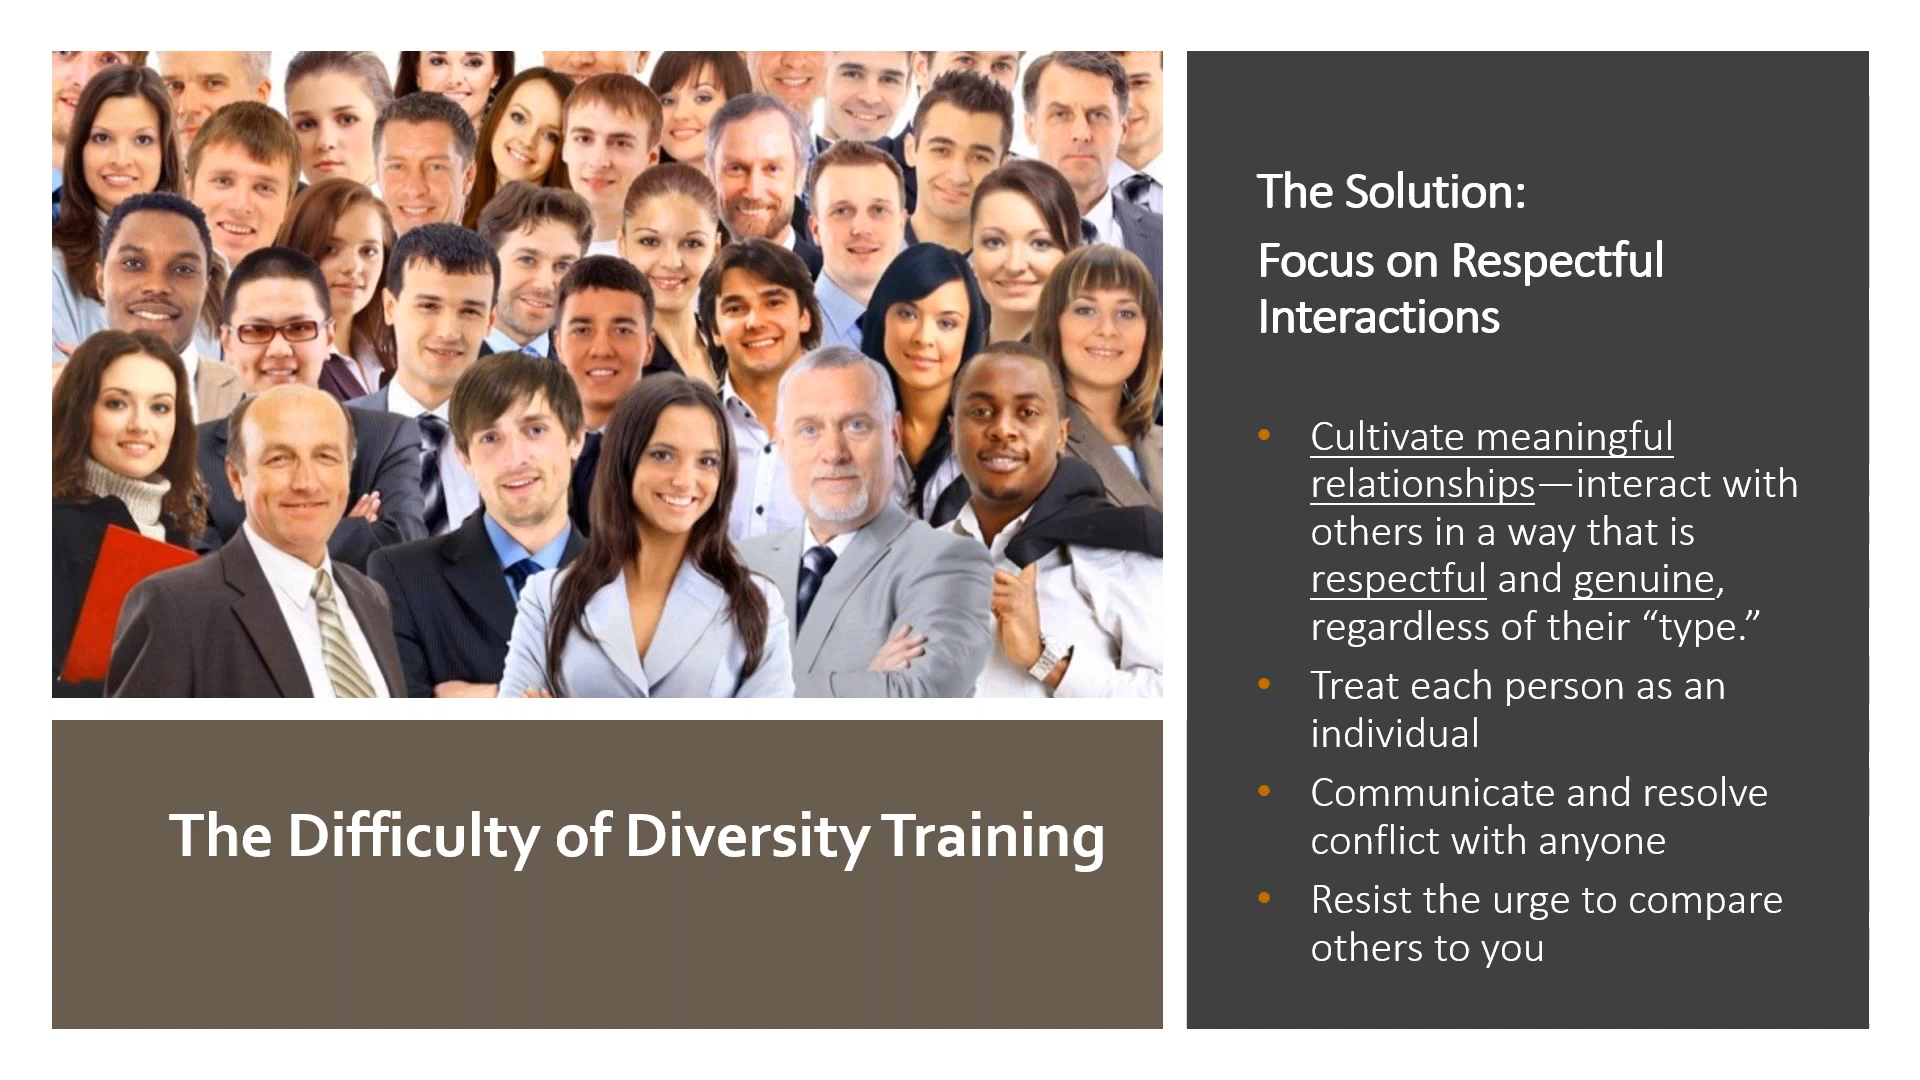 The Difficulty of Diversity Training
The Solution:
Focus on Respectful
Interactions
• Cultivate meaningful
relationships—interact with
others in a way that is
respectful and genuine,
regardless of their “type.”
• Treat each person as an
individual
• Communicate and resolve
conflict with anyone
• Resist the urge to compare
others to you